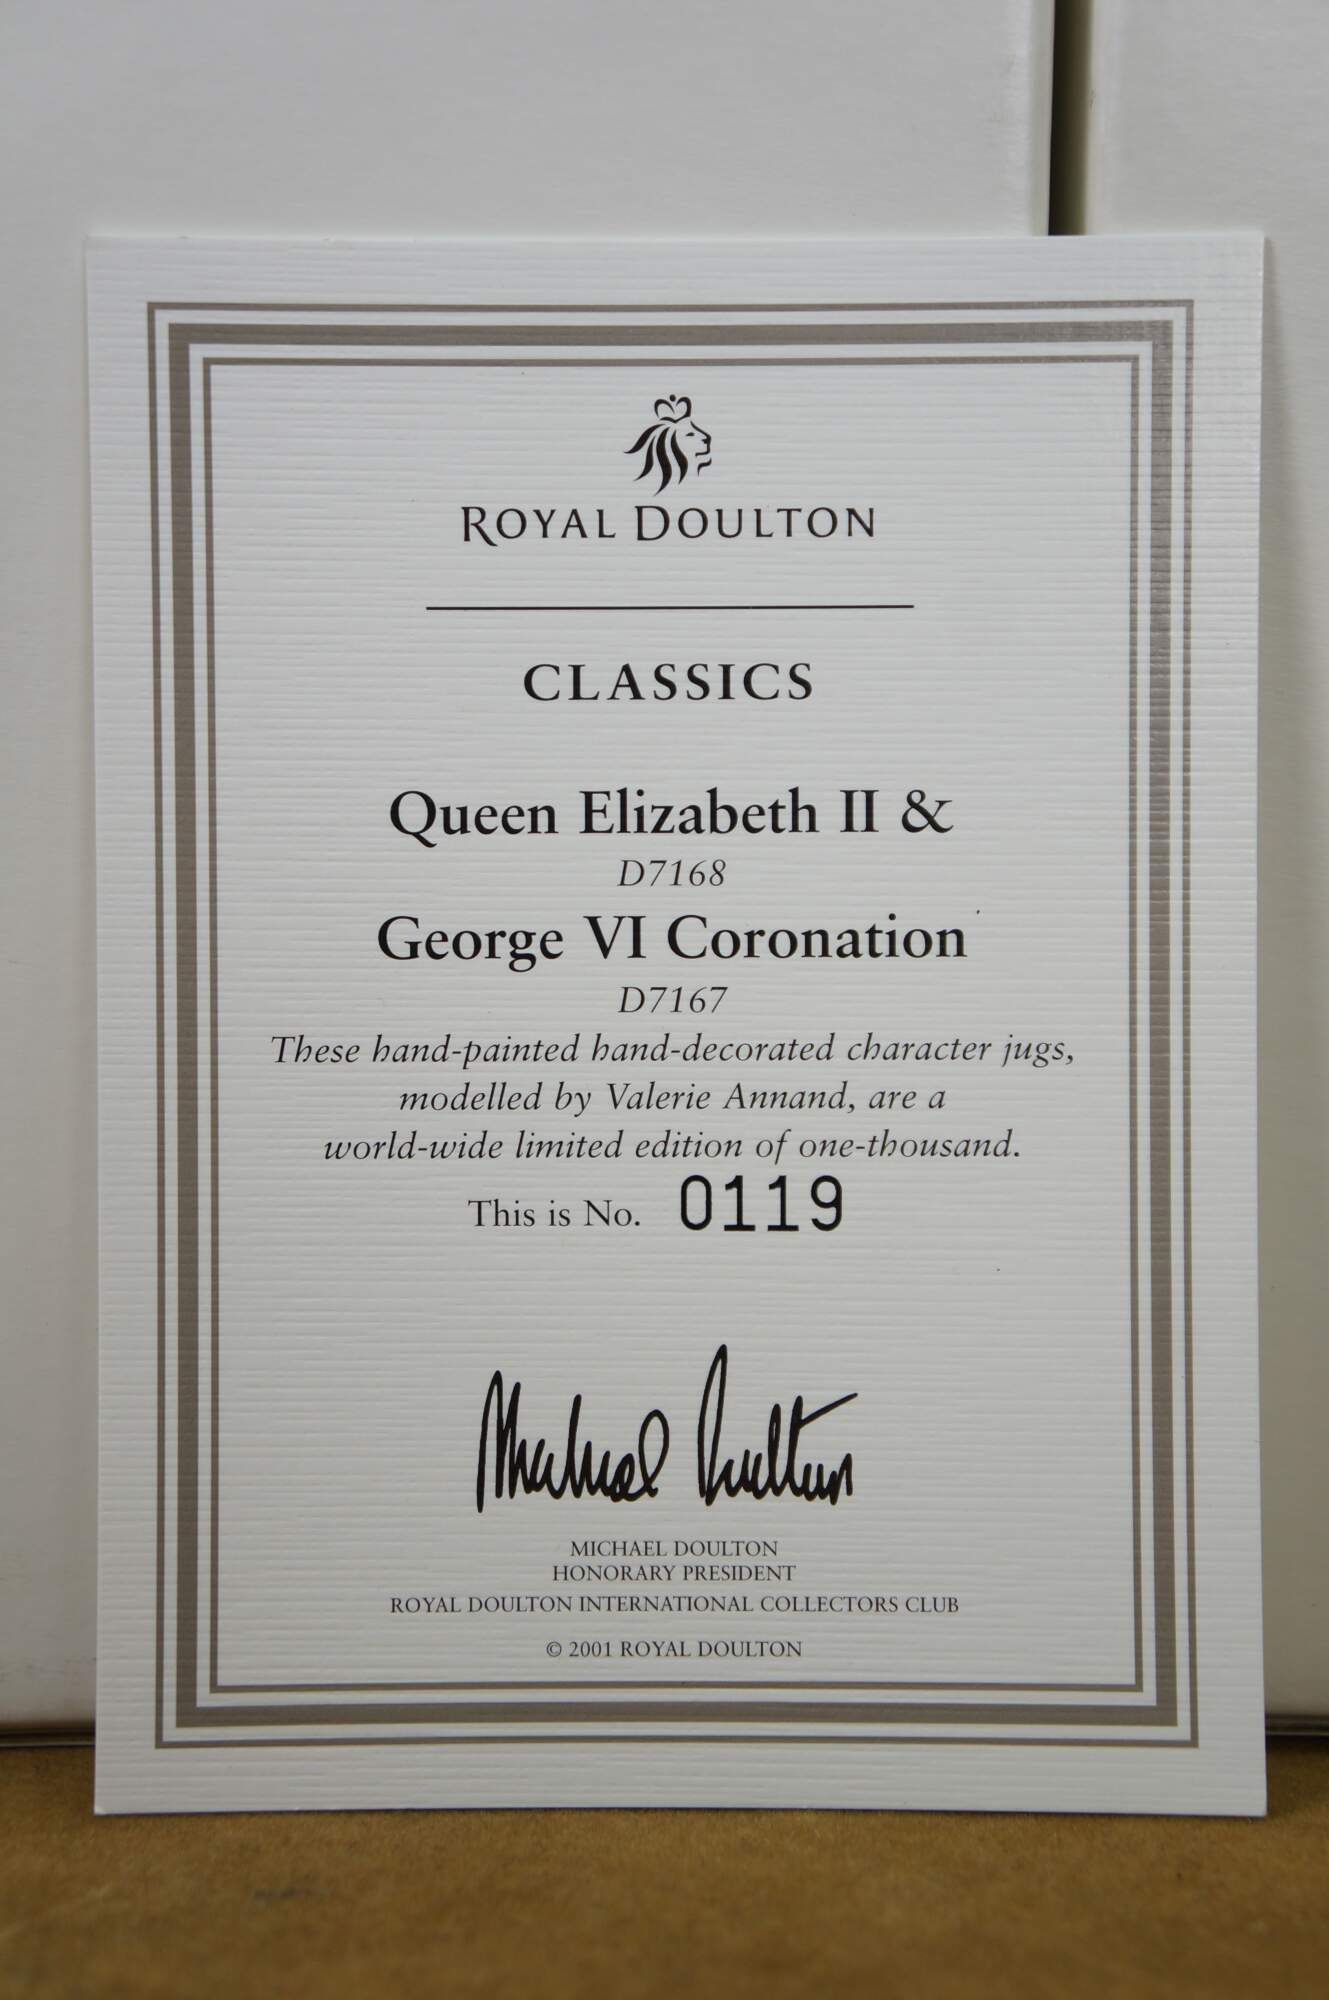 ROYAL DOULTON
CLASSICS
Queen Elizabeth II &
D7168
George VI Coronation
D7167
These hand-painted hand-decorated character jugs,
modelled by Valerie Annand, are a
world-wide limited edition of one-thousand.
This is No. 0119
Michael Doulton
MICHAEL DOULTON
HONORARY PRESIDENT
ROYAL DOULTON INTERNATIONAL COLLECTORS CLUB
© 2001 ROYAL DOULTON